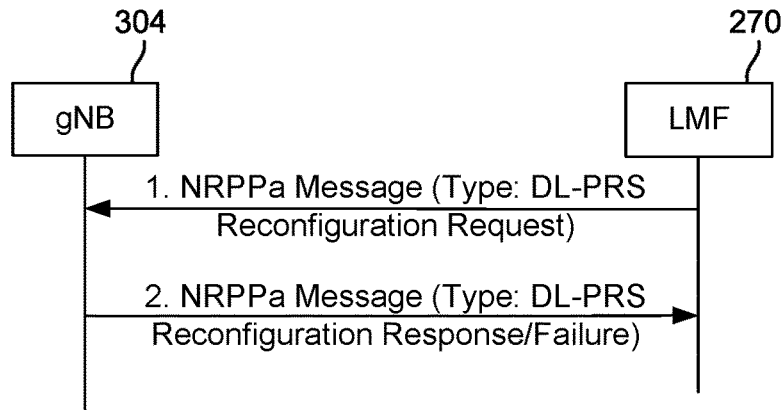 304
270
gNB
LMF
1. NRPPa Message (Type: DL-PRS
Reconfiguration Request)
2. NRPPa Message (Type: DL-PRS
Reconfiguration Response/Failure)